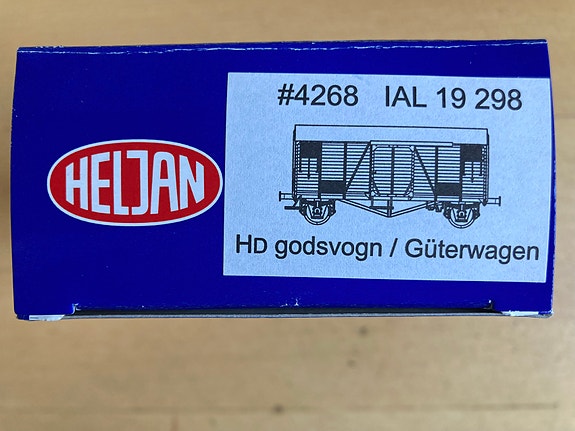 HELJAN
#4268 IAL 19 298
HD godsvogn / Güterwagen